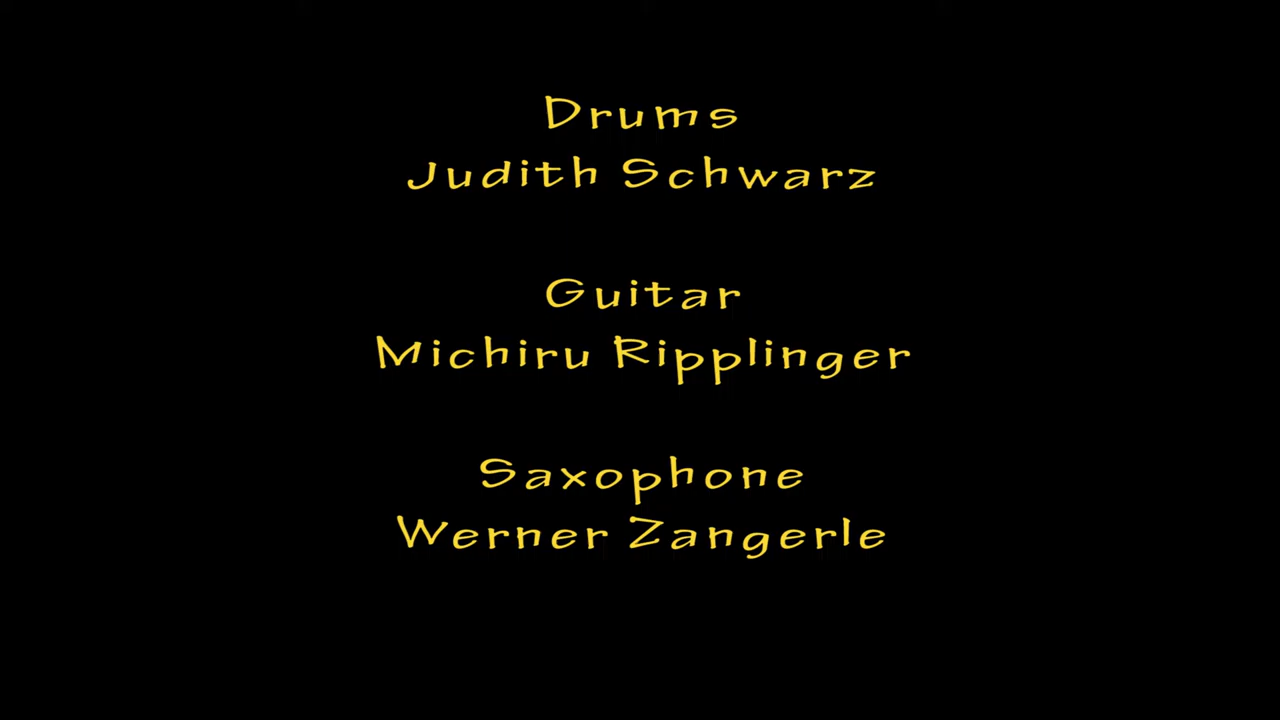 Drums
Judith Schwarz
Guitar
Michiru Ripplinger
Saxophone
Werner Zangerle